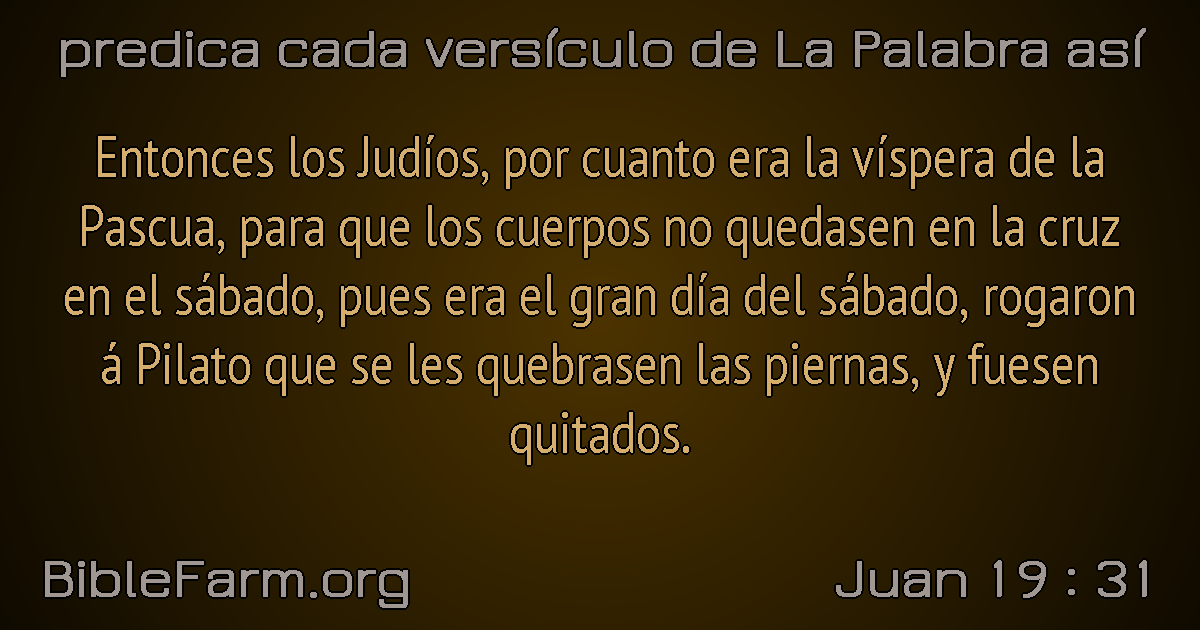 predica cada versículo de La Palabra así
Entonces los Judíos, por cuanto era la víspera de la
Pascua, para que los cuerpos no quedasen en la cruz
en el sábado, pues era el gran día del sábado, rogaron
á Pilato que se les quebrasen las piernas, y fuesen
quitados.
BibleFarm.org
Juan 19 : 31